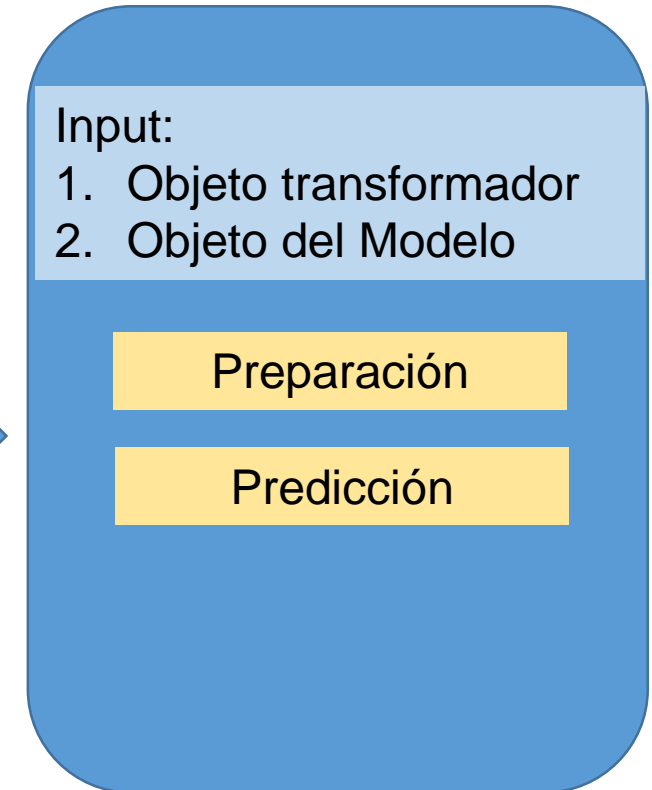 Input:
1. Objeto transformador
2. Objeto del Modelo
Preparación
Predicción